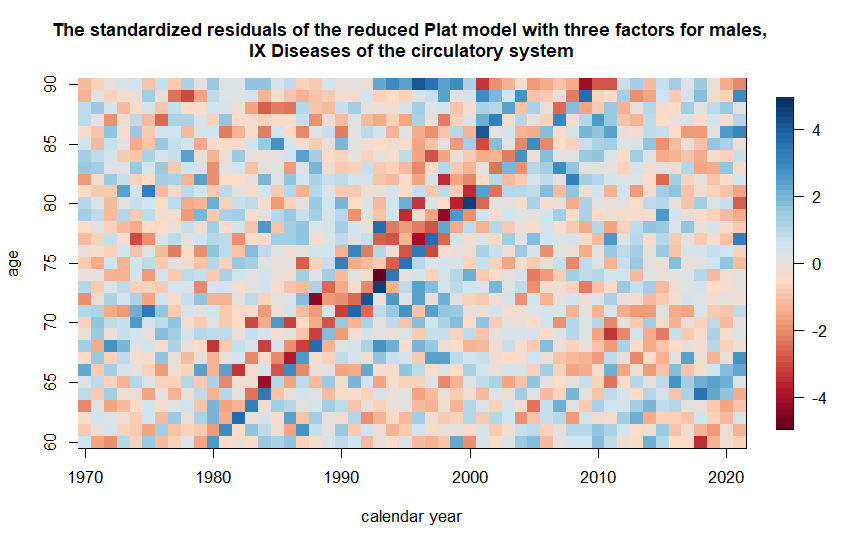 The standardized residuals of the reduced Plat model with three factors for males,
IX Diseases of the circulatory system
90
85
80
75
70
65
60
age
1970 1980 1990 2000 2010 2020
calendar year
4
2
0
-2
-4